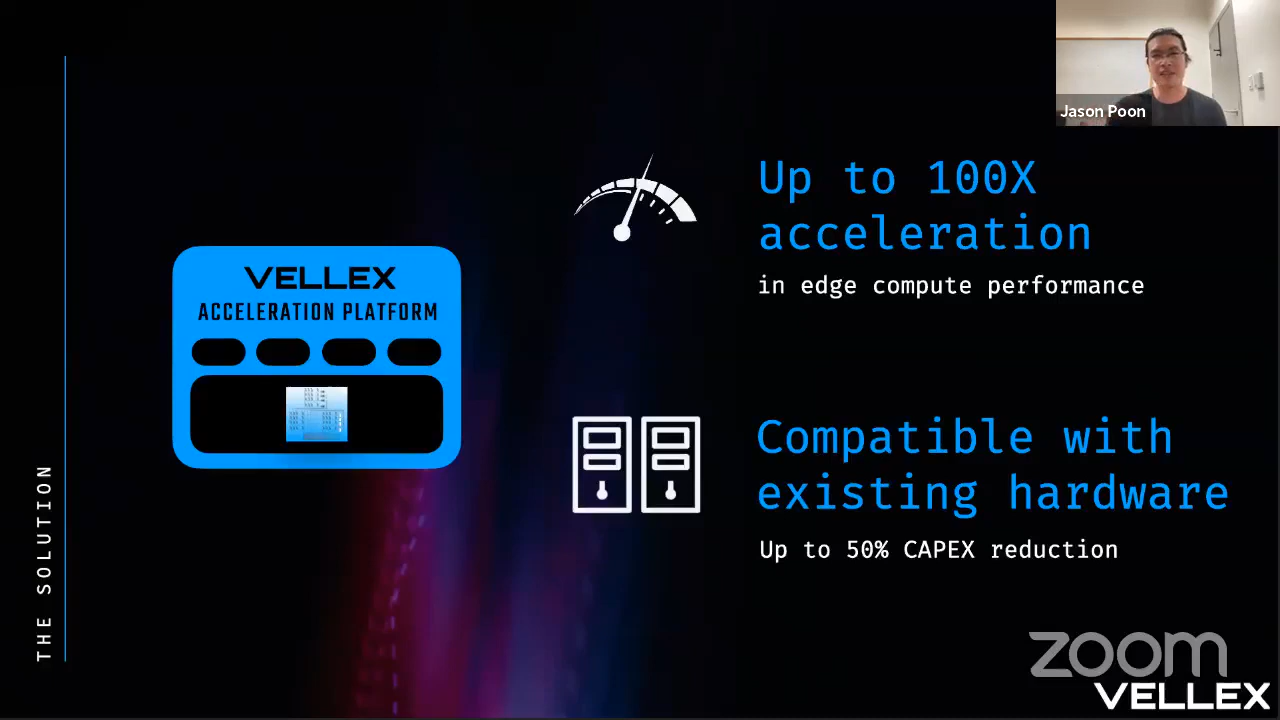 Jason Poon
Up to 100X
acceleration
in edge compute performance
VELLEX
ACCELERATION PLATFORM
Compatible with
existing hardware
Up to 50% CAPEX reduction
THE SOLUTION
zoom
VELLEX